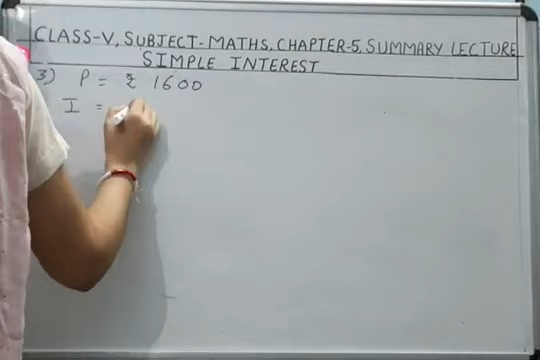 CLASS-V, SUBJECT-MATHS, CHAPTER-5, SUMMARY LECTURE
SIMPLE INTEREST
3) P = ₹ 1600
I =